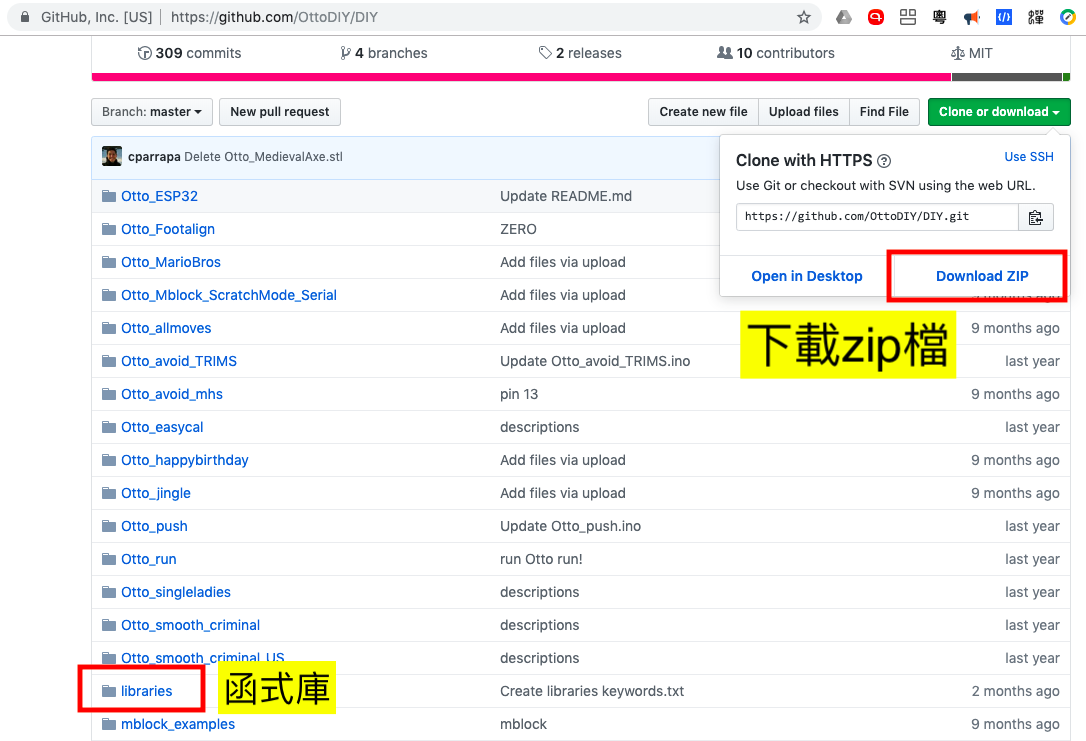 GitHub, Inc. [US] | https://github.com/OttoDIY/DIY
309 commits 4 branches 2 releases 10 contributors MIT
Branch: master New pull request Create new file Upload files Find File Clone or download
cparrapa Delete Otto_MedievalAxe.stl
Clone with HTTPS Use SSH
Use Git or checkout with SVN using the web URL.
https://github.com/OttoDIY/DIY.git
Open in Desktop Download ZIP
下載zip檔
Otto_ESP32 Update README.md
Otto_Footalign ZERO
Otto_MarioBros Add files via upload
Otto_Mblock_ScratchMode_Serial Add files via upload 9 months ago
Otto_allmoves Add files via upload 9 months ago
Otto_avoid_TRIMS Update Otto_avoid_TRIMS.ino last year
Otto_avoid_mhs pin 13 9 months ago
Otto_easycal descriptions last year
Otto_happybirthday Add files via upload 9 months ago
Otto_jingle Add files via upload 9 months ago
Otto_push Update Otto_push.ino last year
Otto_run run Otto run! last year
Otto_singleladies descriptions last year
Otto_smooth_criminal descriptions last year
Otto_smooth_criminal_US descriptions last year
libraries 函式庫 Create libraries keywords.txt 2 months ago
mblock_examples mblock 9 months ago